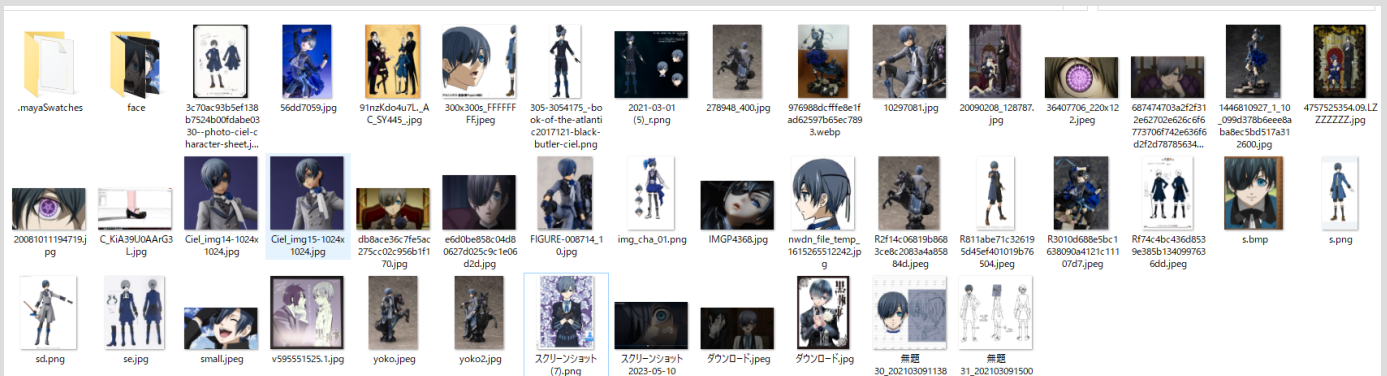 .mayaSwatches
face
3c70ac93b5ef138
b7524b00fdabe03
30--photo-ciel-c
haracter-sheet.j...
56dd7059.jpg
91nzKdo4u7L._A
C_SY445_.jpg
300x300s_FFFFFF
FF.jpeg
305-3054175_-bo
ok-of-the-atlanti
c2017121-black-
butler-ciel.png
2021-03-01
(5)_r.png
278948_400.jpg
976988dcfffe8e1f
ad62597b65ec789
3.webp
10297081.jpg
20090208_128787.
jpg
36407706_220x12
2.jpeg
687474703a2f2f31
2e62702e626c6f6
773706f742e636f6
d2f2d78785634...
1446810927_1_10
_099d378b6eee8a
ba8ec5bd517a31
2600.jpg
4757525354.09.LZ
ZZZZZZ.jpg
20081011194719.j
pg
C_KiA39U0AArG3
L.jpg
Ciel_img14-1024x
1024.jpg
Ciel_img15-1024x
1024.jpg
db8ace36c7fe5ac
275cc02c956b1f1
70.jpg
e6d0be858c04d8
0627d025c9c1e06
d2d.jpg
FIGURE-008714_1
0.jpg
img_cha_01.png
IMGP4368.jpg
nwdn_file_temp_
1615265512242.jp
g
R2f14c06819b868
3ce8c2083a4a858
84d.jpeg
R811abe71c32619
5d45ef401019b76
504.jpeg
R3010d688e5bc1
638090a4121c111
07d7.jpeg
Rf74c4bc436d853
9e385b134099763
6dd.jpeg
s.bmp
s.png
sd.png
se.jpg
small.jpeg
v595551525.1.jpg
yoko.jpeg
yoko2.jpg
スクリーンショット
(7).png
スクリーンショット
2023-05-10
ダウンロード.jpeg
ダウンロード.jpg
無題
30_202103091138
無題
31_202103091500